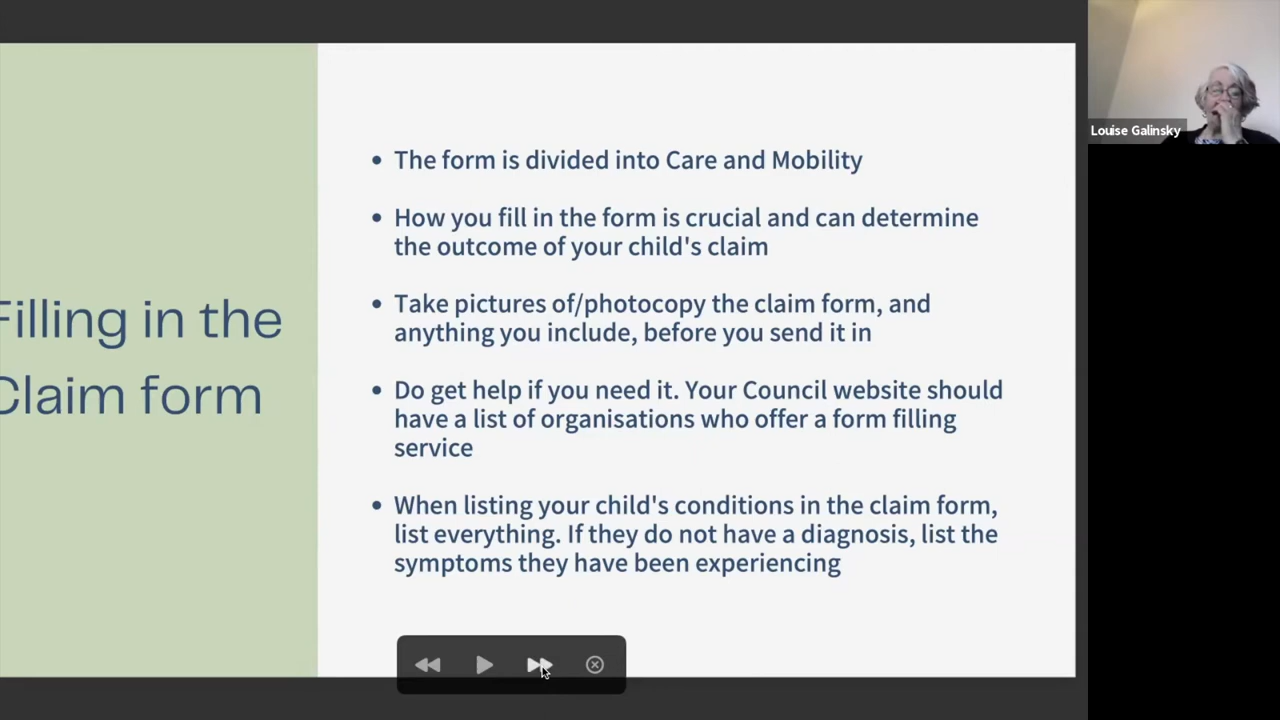 Filling in the
Claim form
• The form is divided into Care and Mobility
• How you fill in the form is crucial and can determine
the outcome of your child's claim
• Take pictures of/photocopy the claim form, and
anything you include, before you send it in
• Do get help if you need it. Your Council website should
have a list of organisations who offer a form filling
service
• When listing your child's conditions in the claim form,
list everything. If they do not have a diagnosis, list the
symptoms they have been experiencing
Louise Galinsky